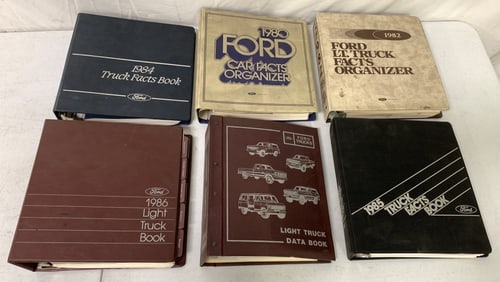 1984
Truck Facts Book
Ford
1980
FORD
CAR FACTS
ORGANIZER
1982
FORD
LT. TRUCK
FACTS
ORGANIZER
Ford
1986
Light
Truck
Book
FORD
TRUCKS
LIGHT TRUCK
DATA BOOK
1985 TRUCK
FACTS
BOOK
Ford